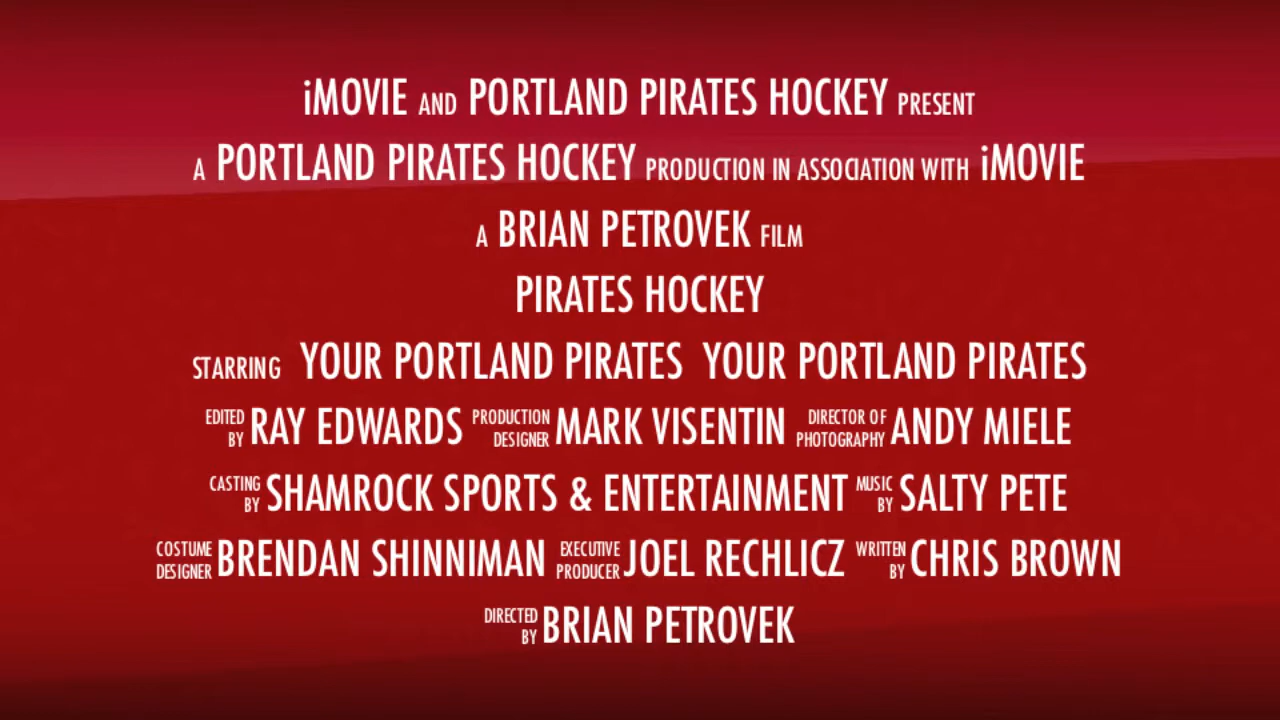 iMOVIE AND PORTLAND PIRATES HOCKEY PRESENT
A PORTLAND PIRATES HOCKEY PRODUCTION IN ASSOCIATION WITH iMOVIE
A BRIAN PETROVEK FILM
PIRATES HOCKEY
STARRING YOUR PORTLAND PIRATES YOUR PORTLAND PIRATES
EDITED BY RAY EDWARDS PRODUCTION DESIGNER MARK VISENTIN DIRECTOR OF PHOTOGRAPHY ANDY MIELE
CASTING BY SHAMROCK SPORTS & ENTERTAINMENT MUSIC BY SALTY PETE
COSTUME DESIGNER BRENDAN SHINNIMAN EXECUTIVE PRODUCER JOEL RECHLICZ WRITTEN BY CHRIS BROWN
DIRECTED BY BRIAN PETROVEK